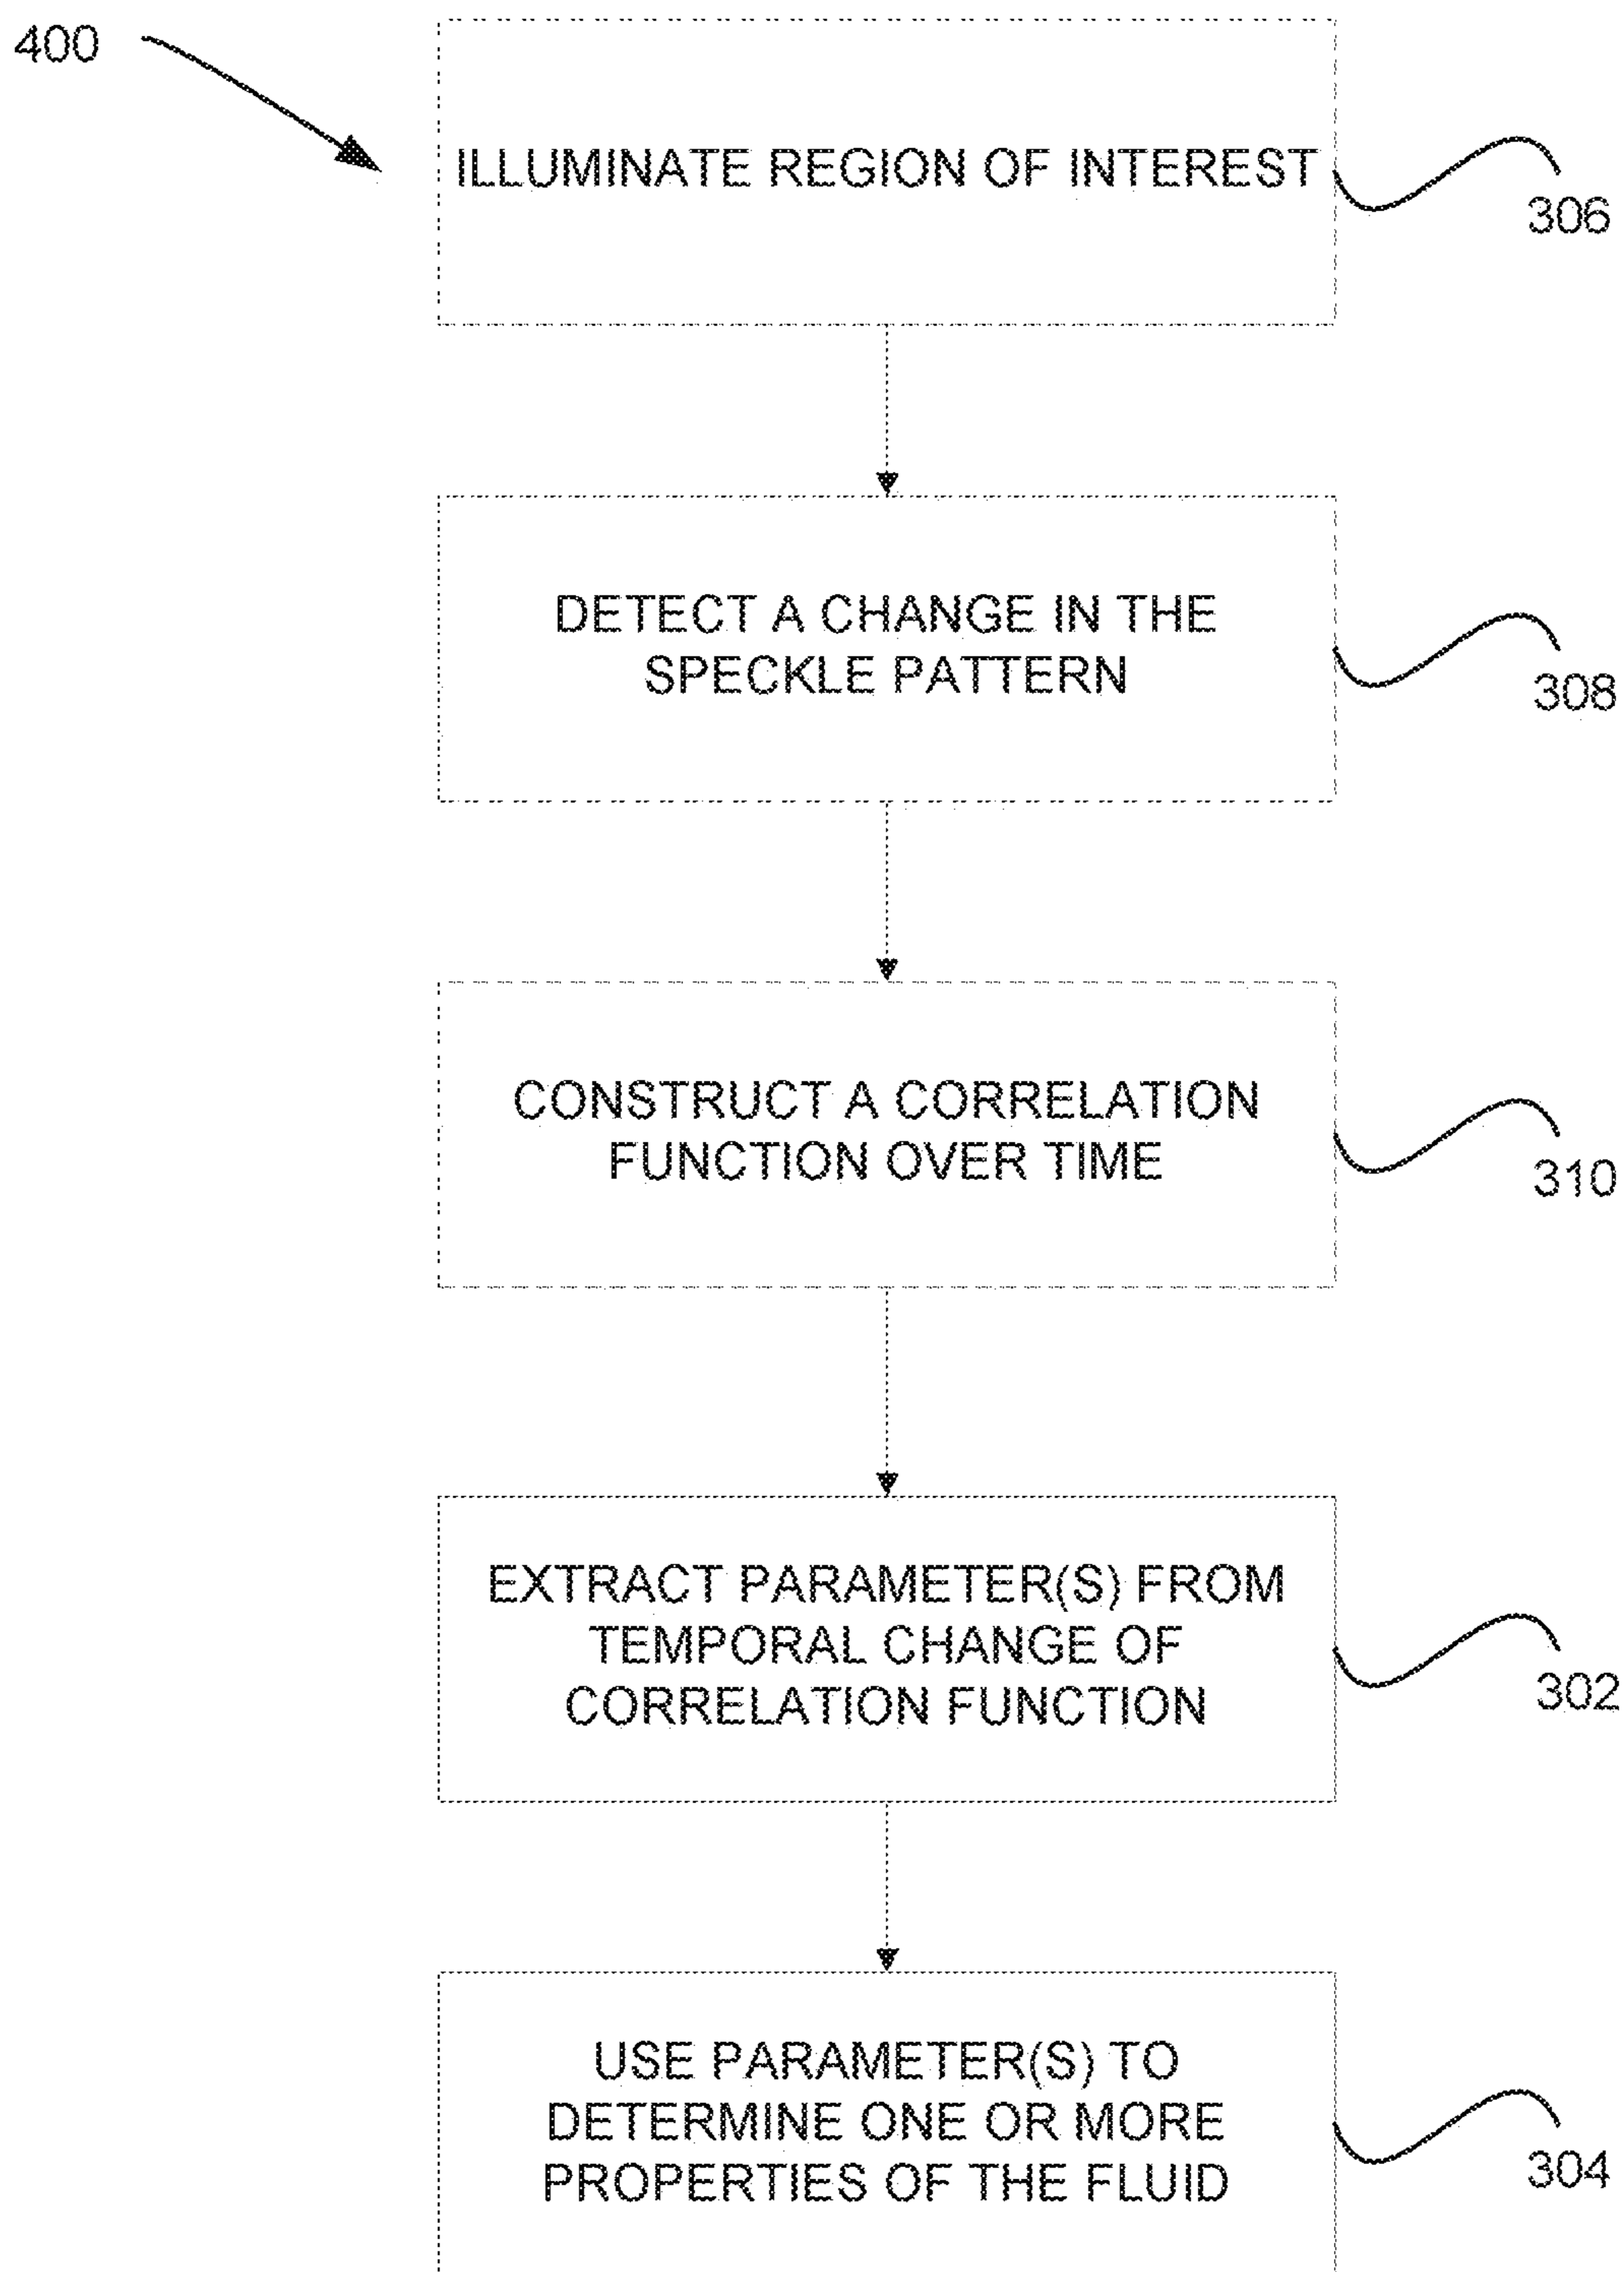 400
ILLUMINATE REGION OF INTEREST
306
DETECT A CHANGE IN THE
SPECKLE PATTERN
308
CONSTRUCT A CORRELATION
FUNCTION OVER TIME
310
EXTRACT PARAMETER(S) FROM
TEMPORAL CHANGE OF
CORRELATION FUNCTION
302
USE PARAMETER(S) TO
DETERMINE ONE OR MORE
PROPERTIES OF THE FLUID
304